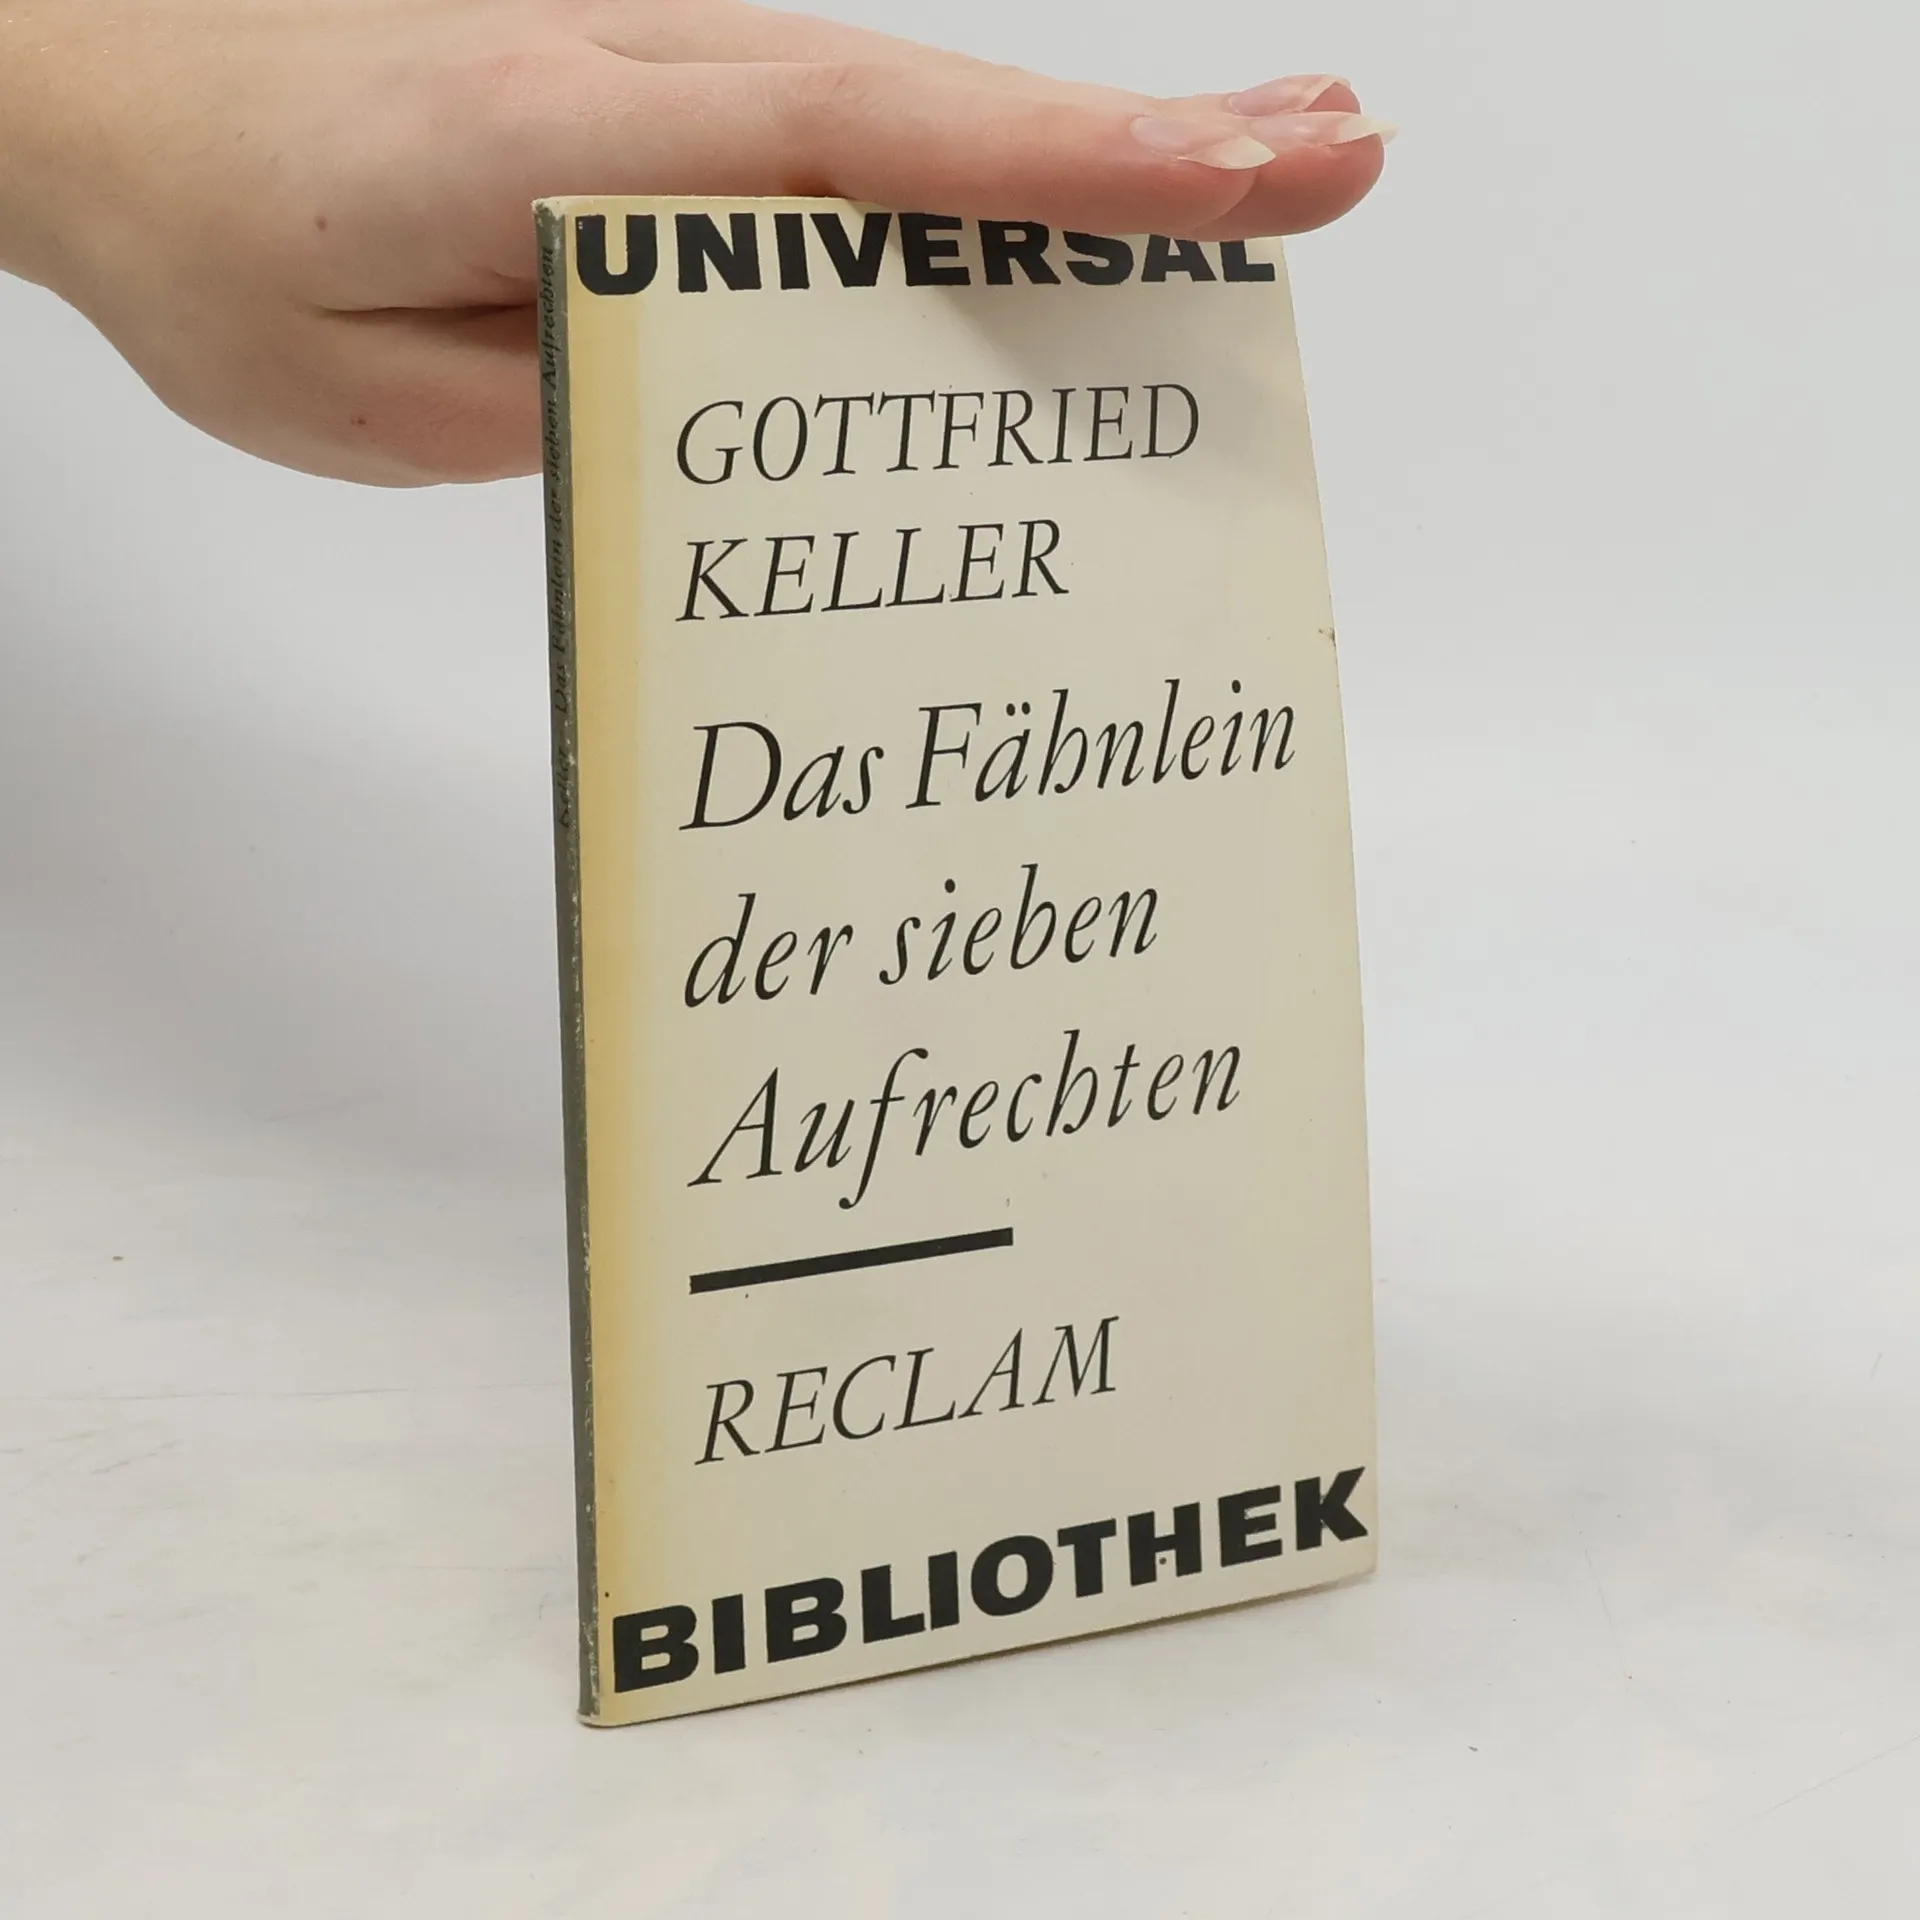 UNIVERSAL
GOTTFRIED
KELLER
Das Fähnlein
der sieben
Aufrechten
RECLAM
BIBLIOTHEK
Keller · Das Fähnlein der sieben Aufrechten